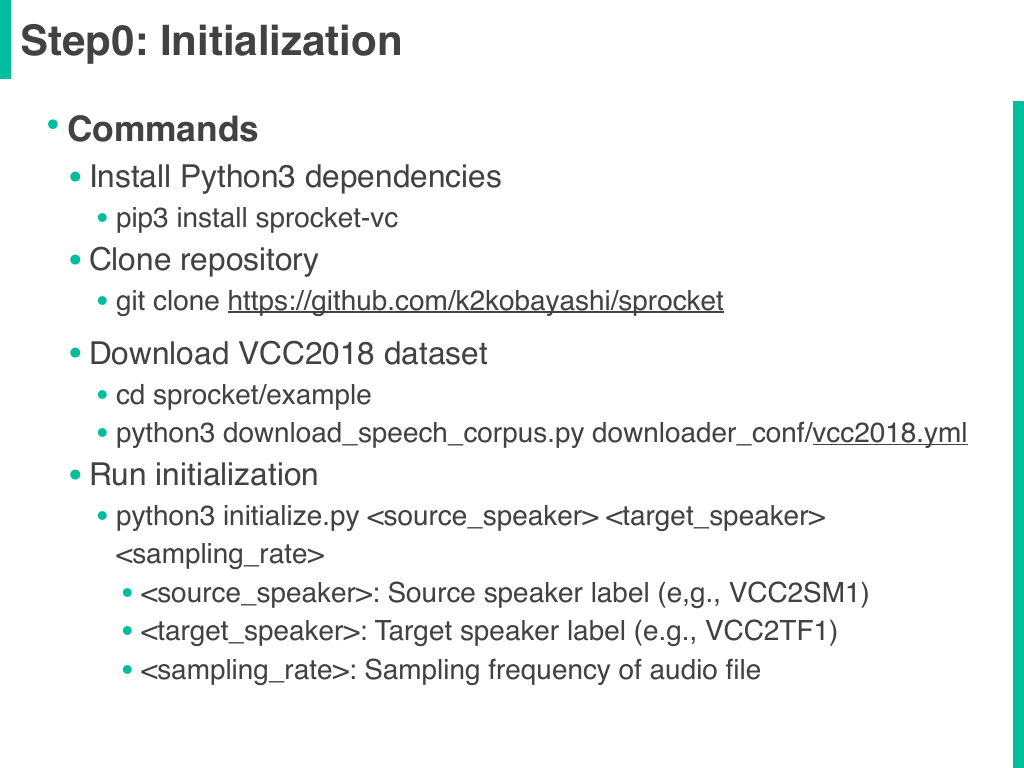 Step0: Initialization
• Commands
• Install Python3 dependencies
• pip3 install sprocket-vc
• Clone repository
• git clone https://github.com/k2kobayashi/sprocket
• Download VCC2018 dataset
• cd sprocket/example
• python3 download_speech_corpus.py downloader_conf/vcc2018.yml
• Run initialization
• python3 initialize.py <source_speaker> <target_speaker>
<sampling_rate>
• <source_speaker>: Source speaker label (e,g., VCC2SM1)
• <target_speaker>: Target speaker label (e.g., VCC2TF1)
• <sampling_rate>: Sampling frequency of audio file